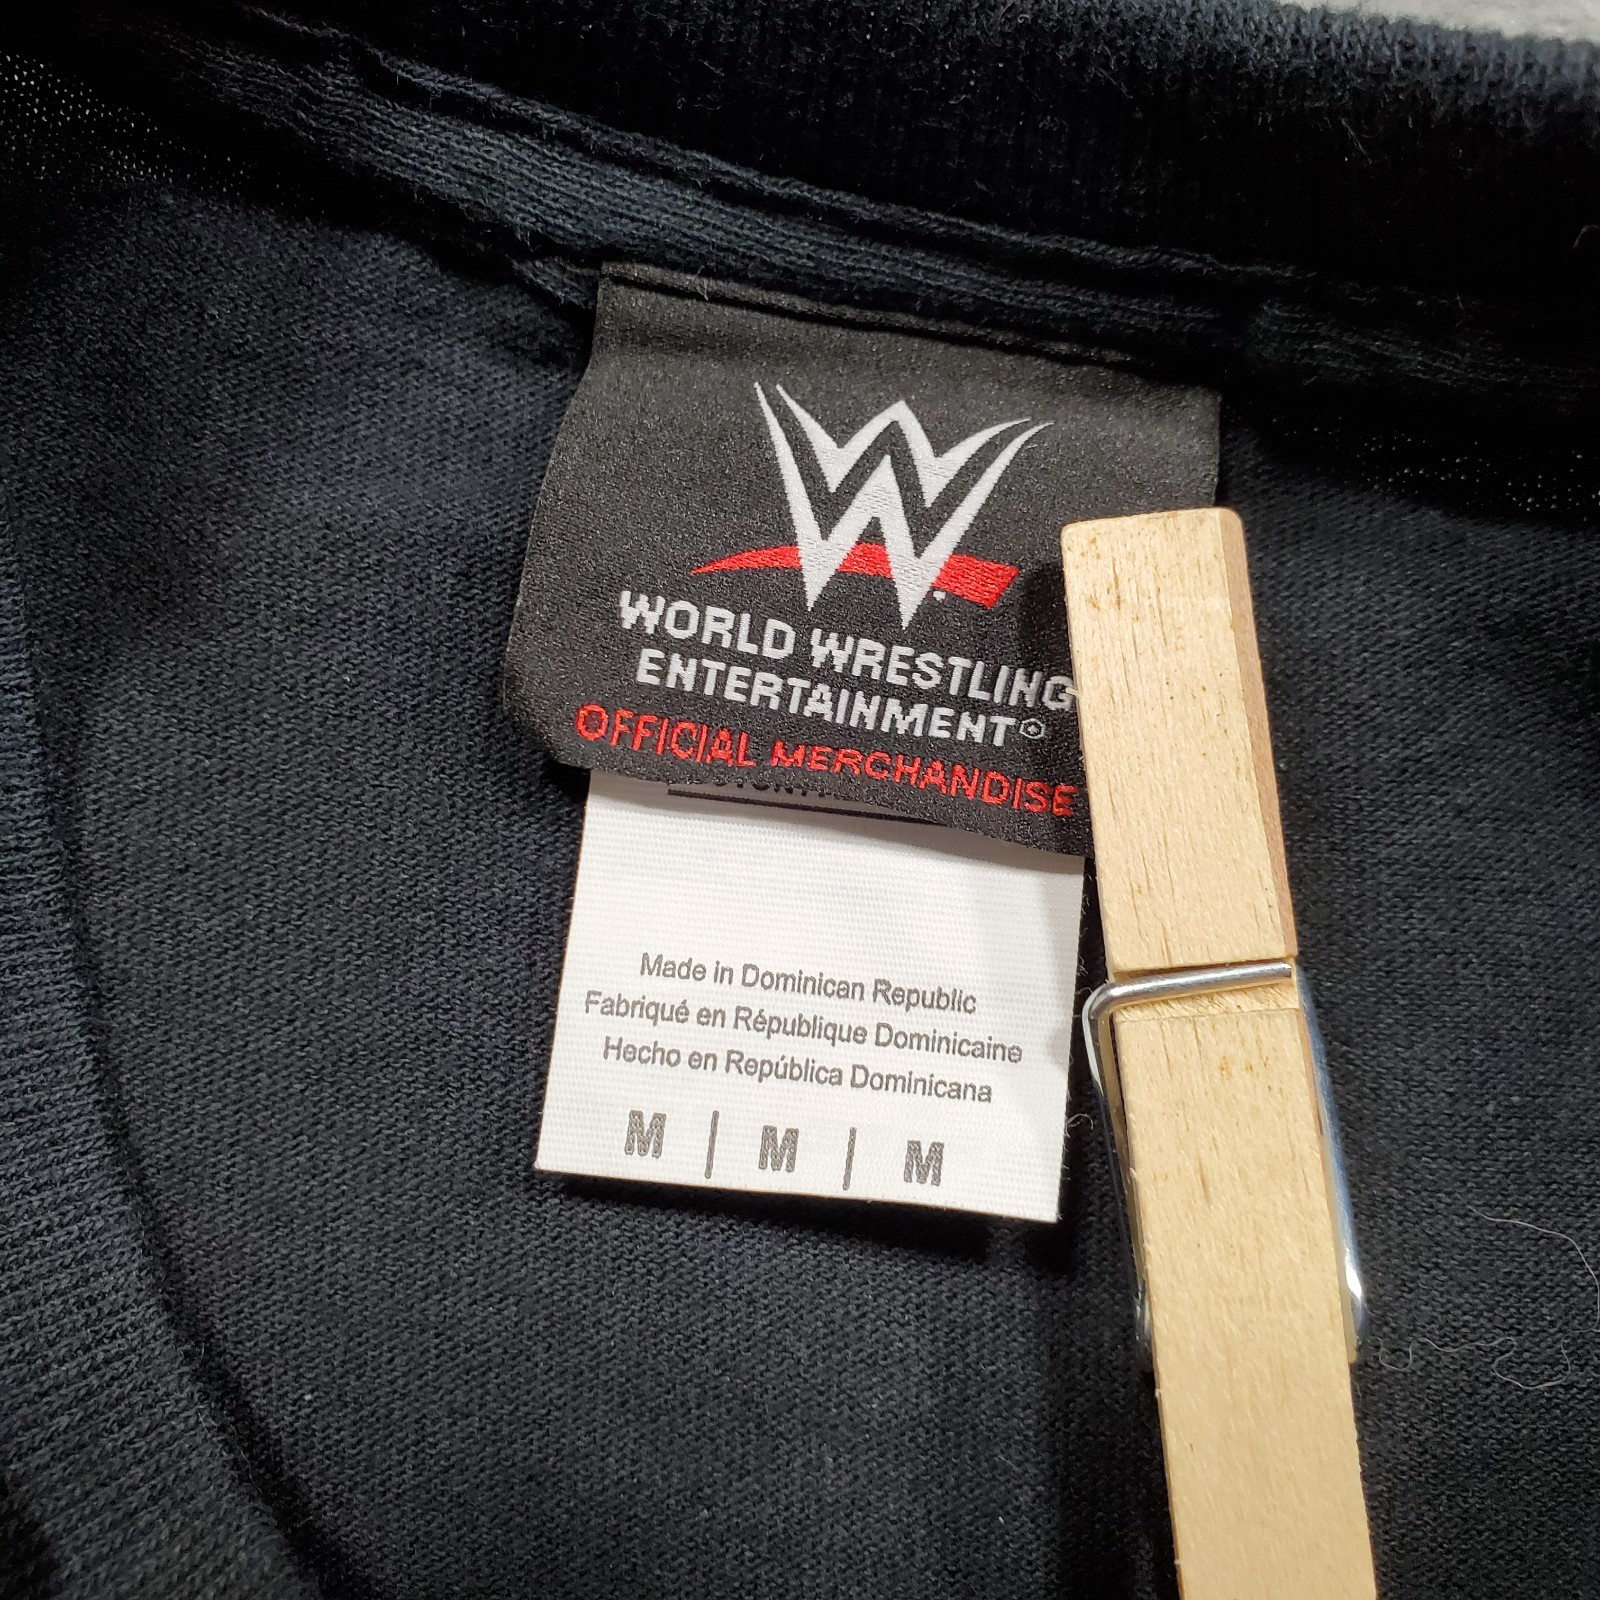 W
WORLD WRESTLING
ENTERTAINMENT®
OFFICIAL MERCHANDISE
Made in Dominican Republic
Fabriqué en République Dominicaine
Hecho en República Dominicana
M | M | M